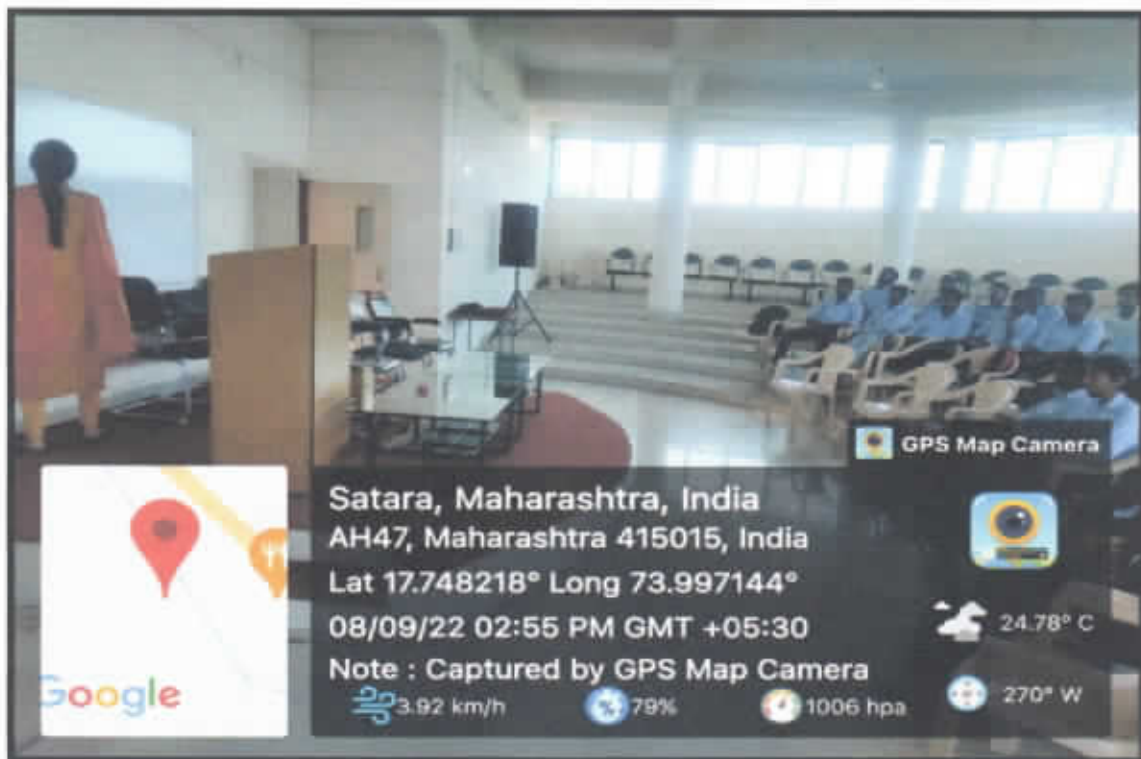 GPS Map Camera
Satara, Maharashtra, India
AH47, Maharashtra 415015, India
Lat 17.748218° Long 73.997144°
08/09/22 02:55 PM GMT +05:30
24.78° C
Note : Captured by GPS Map Camera
Google
3.92 km/h
79%
1006 hpa
270° W